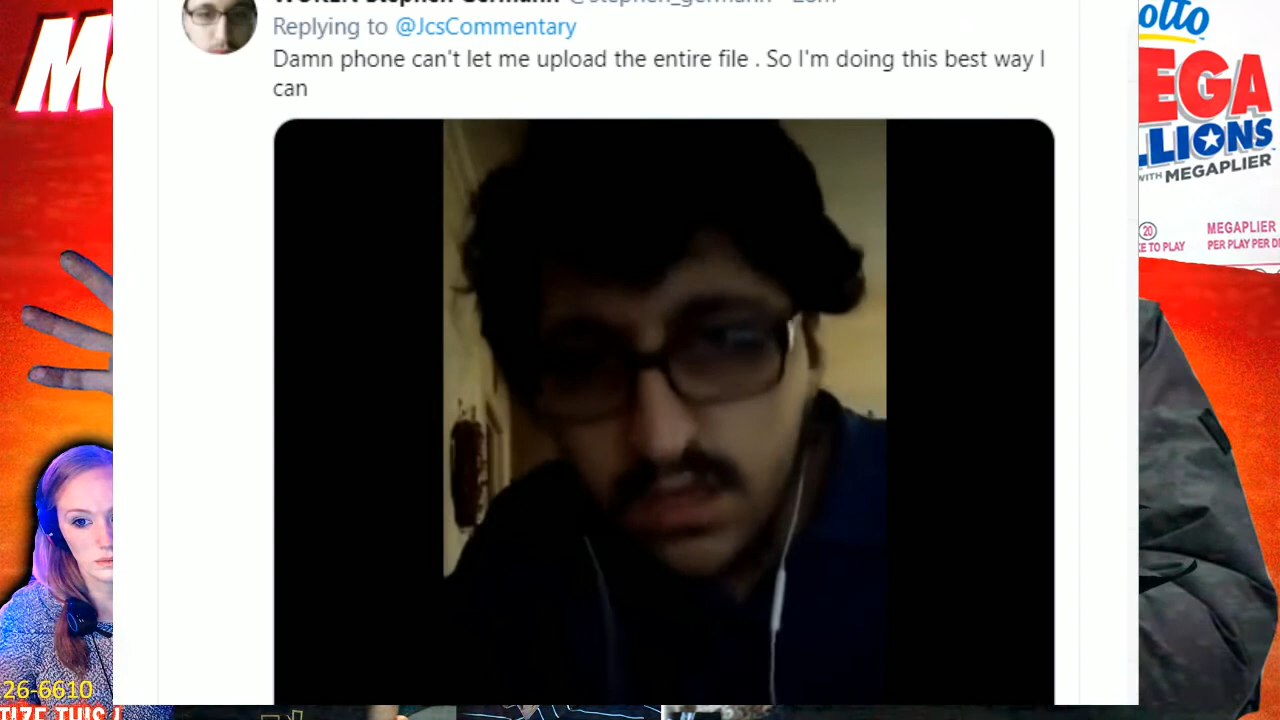 Replying to @JcsCommentary
Damn phone can't let me upload the entire file . So I'm doing this best way I
can
EGA
LLIONS
WITH MEGAPLIER
20
MEGAPLIER
E TO PLAY
PER PLAY PER
26-6610